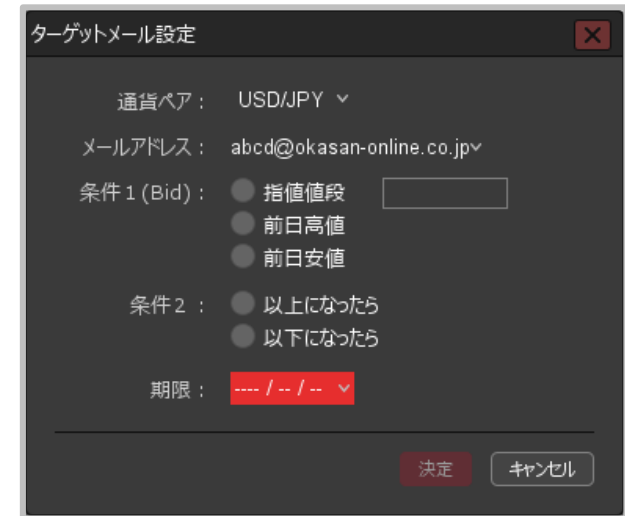 ターゲットメール設定
通貨ペア： USD/JPY
メールアドレス： abcd@okasan-online.co.jp
条件１(Bid)： 指値値段
前日高値
前日安値
条件２ ： 以上になったら
以下になったら
期限： ---- / -- / --
決定 キャンセル